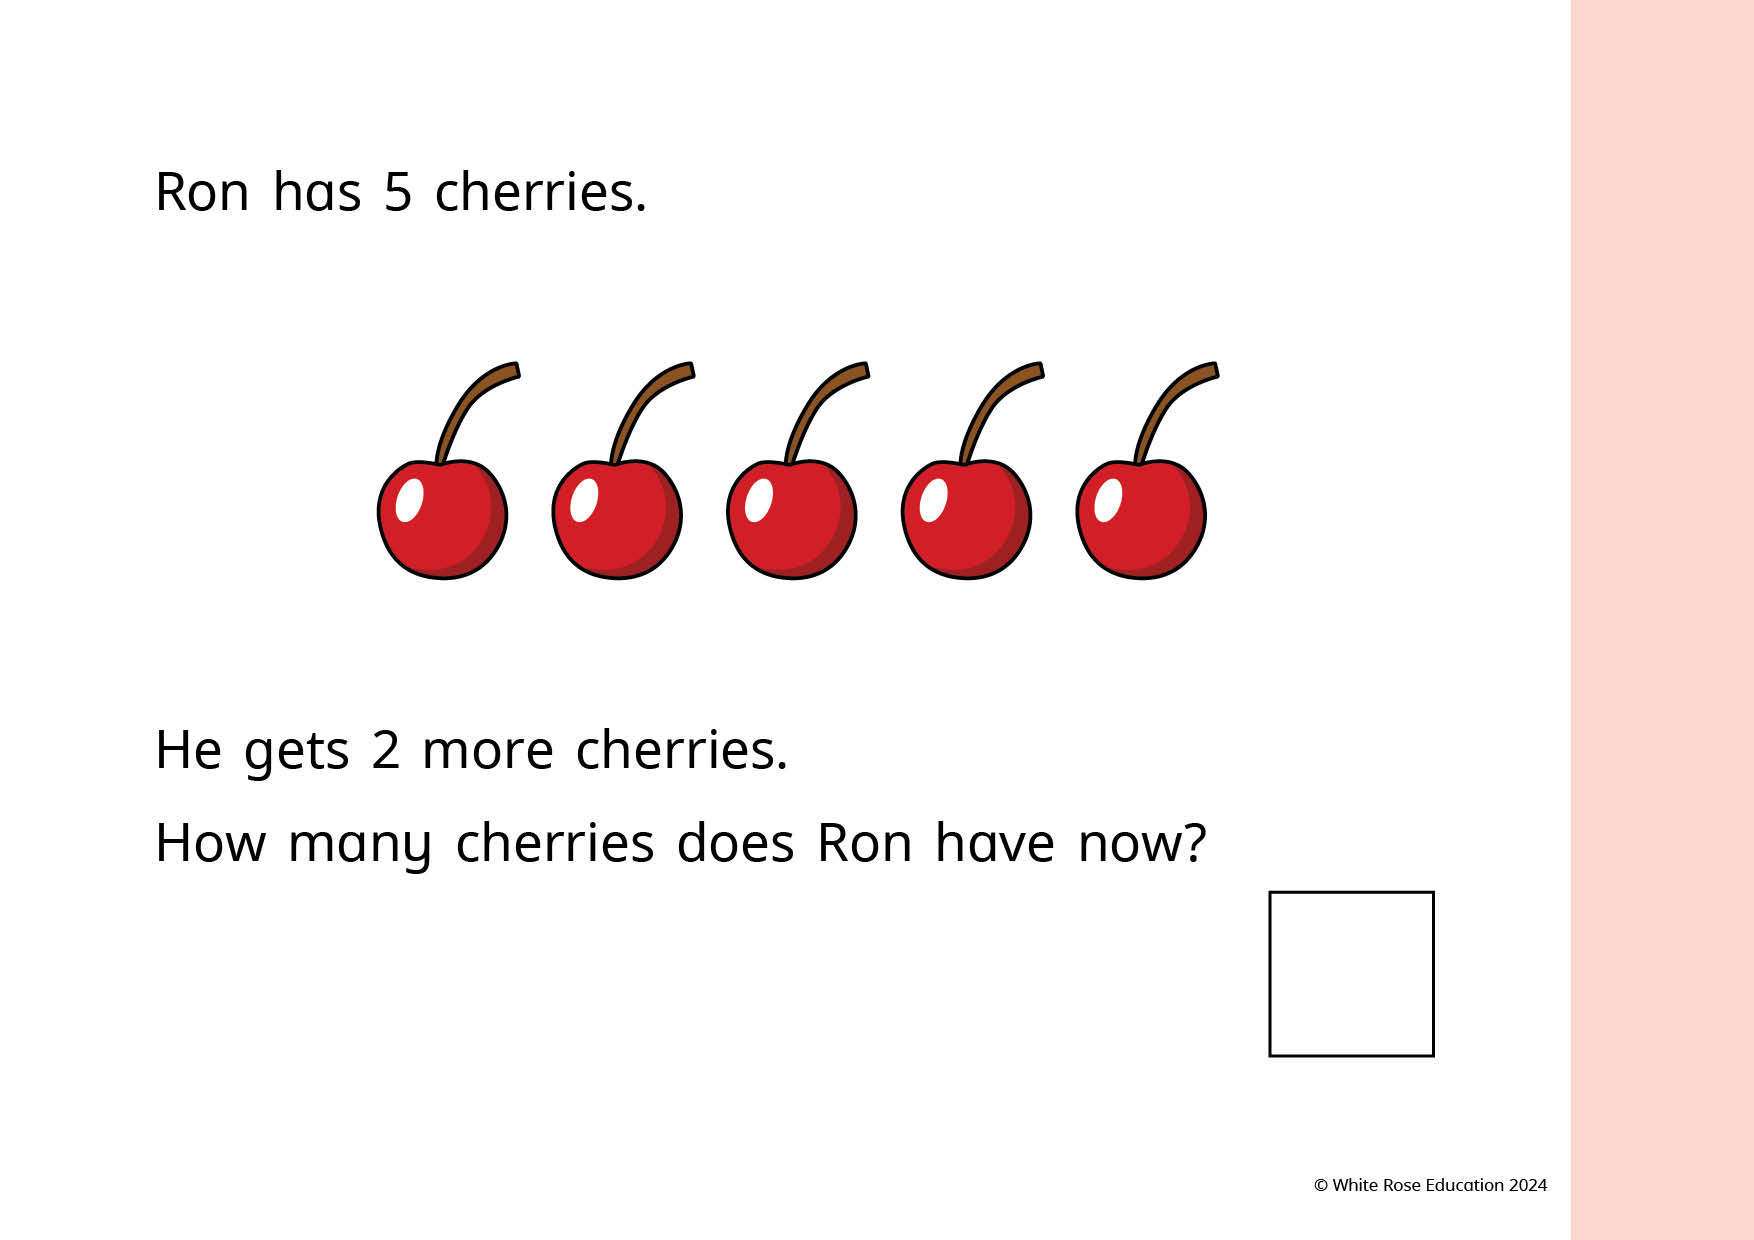 Ron has 5 cherries.
He gets 2 more cherries.
How many cherries does Ron have now?
© White Rose Education 2024